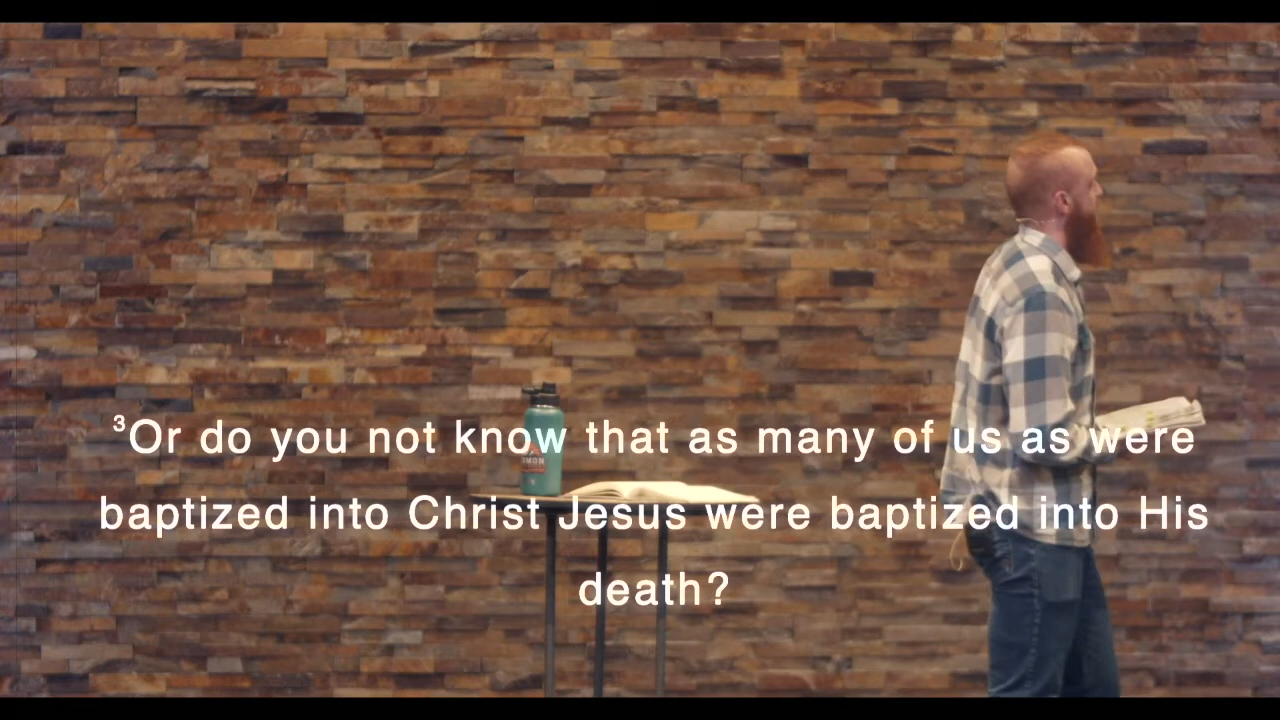 ³Or do you not know that as many of us as were
baptized into Christ Jesus were baptized into His
death?